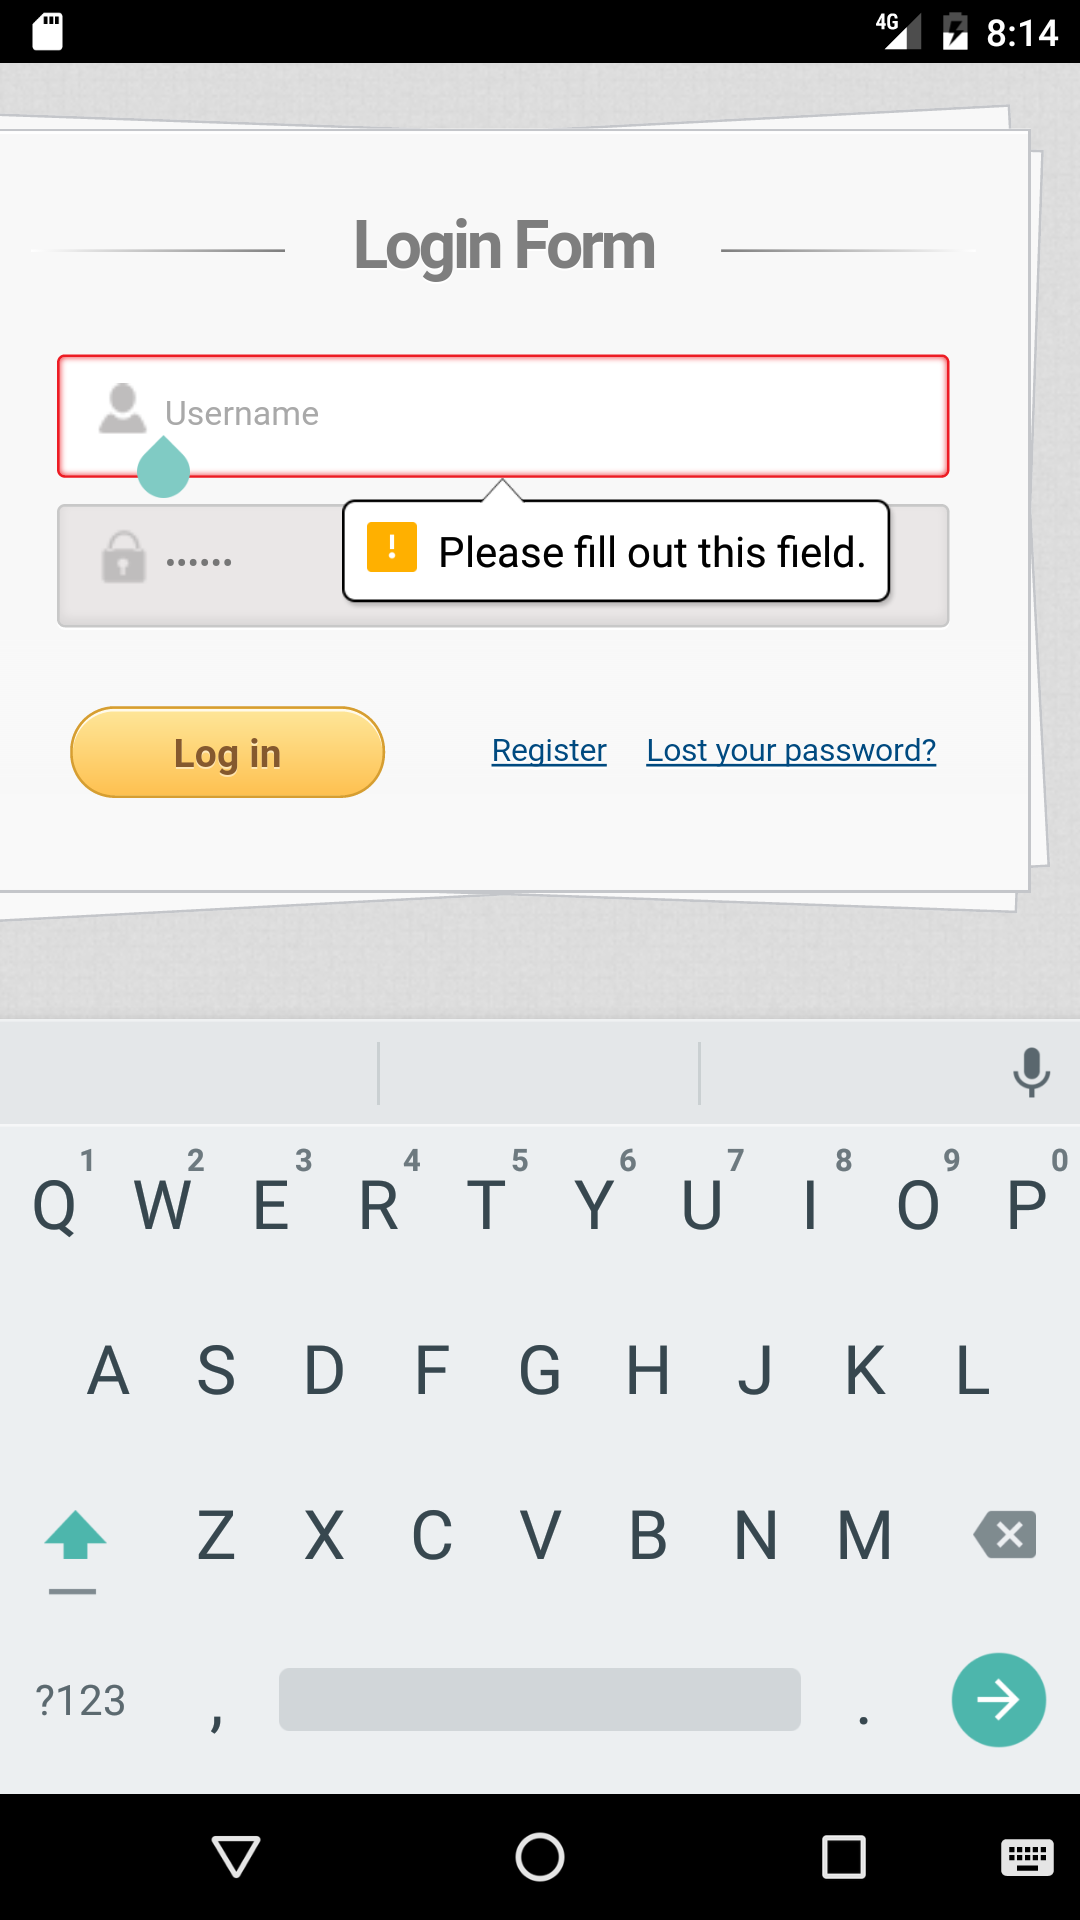 4G 8:14
Login Form
Username
••••••
! Please fill out this field.
Log in Register Lost your password?
1 2 3 4 5 6 7 8 9 0
Q W E R T Y U I O P
A S D F G H J K L
Z X C V B N M
?123 , .